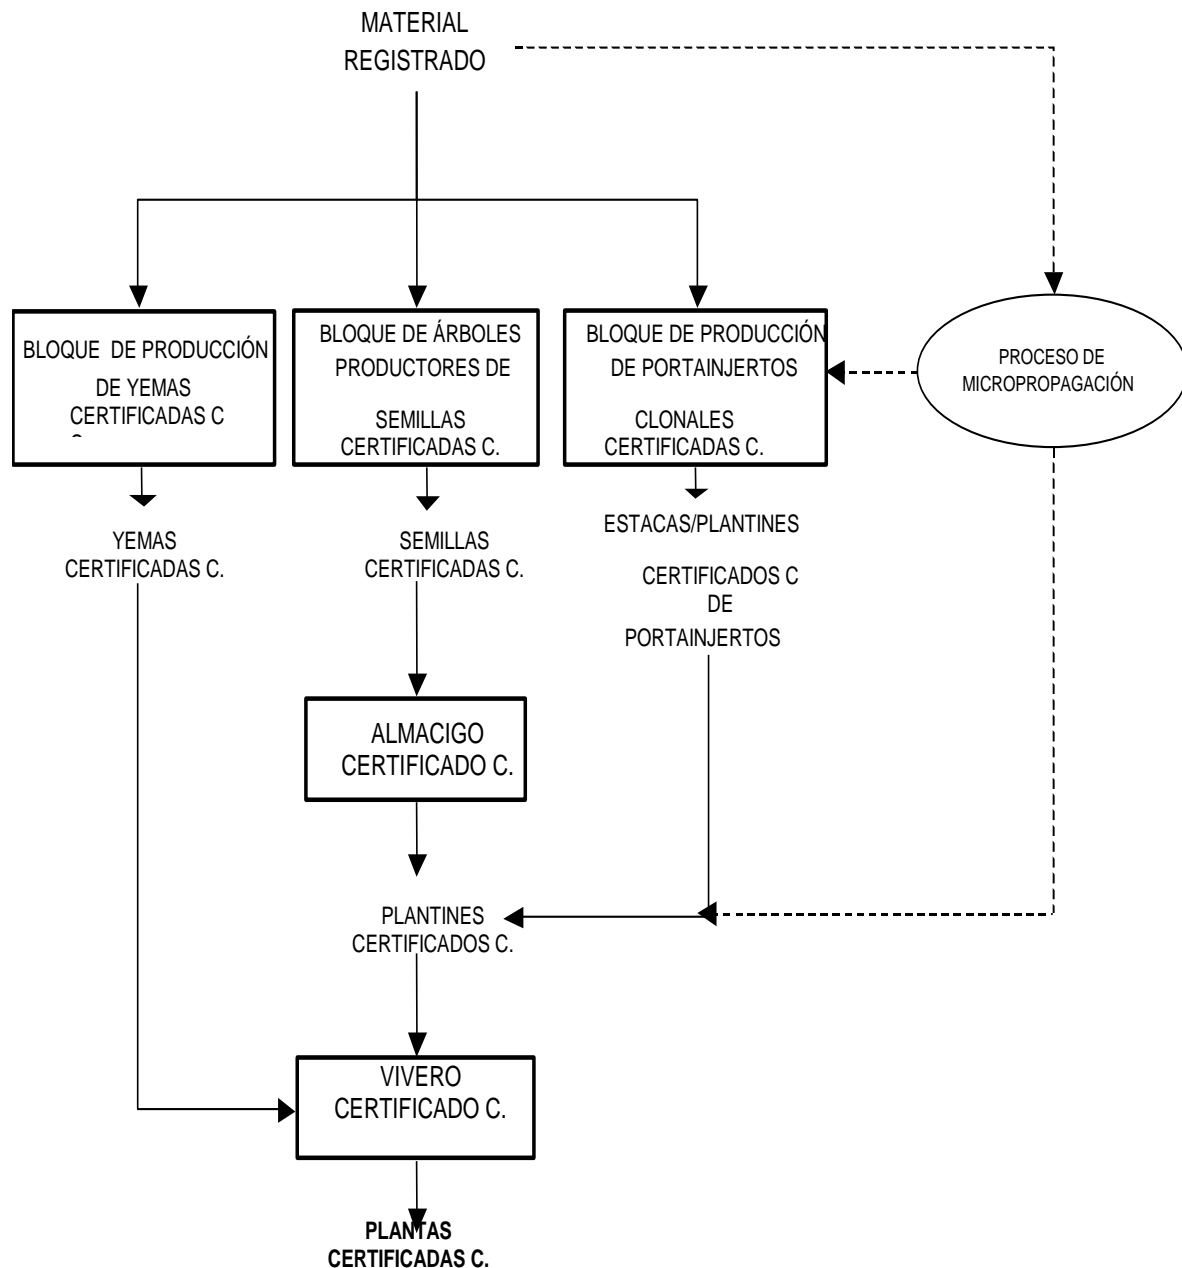 MATERIAL
REGISTRADO
BLOQUE DE PRODUCCIÓN
DE YEMAS
CERTIFICADAS C
BLOQUE DE ÁRBOLES
PRODUCTORES DE
SEMILLAS
CERTIFICADAS C.
BLOQUE DE PRODUCCIÓN
DE PORTAINJERTOS
CLONALES
CERTIFICADAS C.
PROCESO DE
MICROPROPAGACIÓN
YEMAS
CERTIFICADAS C.
SEMILLAS
CERTIFICADAS C.
ESTACAS/PLANTINES
CERTIFICADOS C
DE
PORTAINJERTOS
ALMACIGO
CERTIFICADO C.
PLANTINES
CERTIFICADOS C.
VIVERO
CERTIFICADO C.
PLANTAS
CERTIFICADAS C.